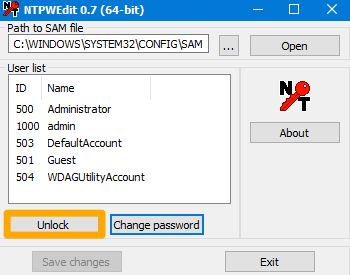 NTPWEdit 0.7 (64-bit)
Path to SAM file
C:\WINDOWS\SYSTEM32\CONFIG\SAM
...
Open
User list
ID Name
500 Administrator
1000 admin
503 DefaultAccount
501 Guest
504 WDAGUtilityAccount
NT
About
Unlock
Change password
Save changes
Exit